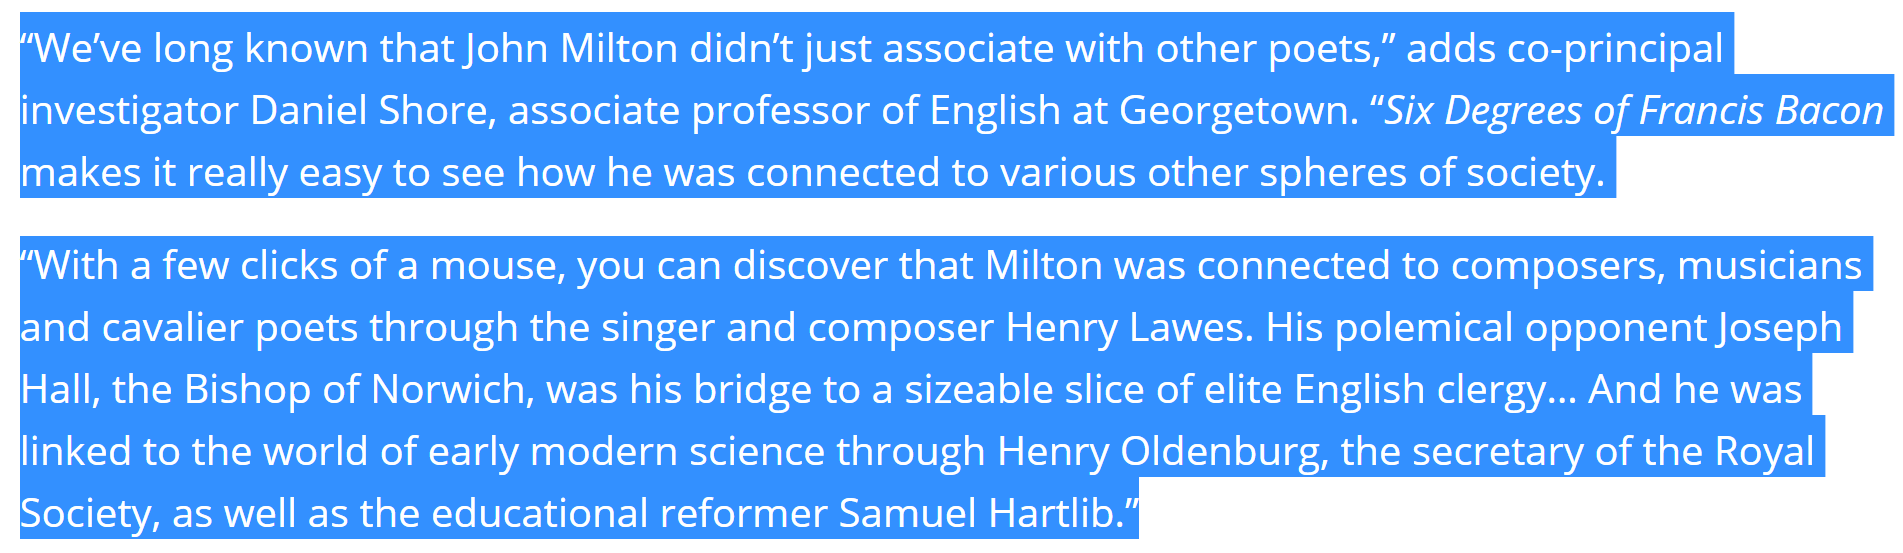 “We’ve long known that John Milton didn’t just associate with other poets,” adds co-principal
investigator Daniel Shore, associate professor of English at Georgetown. “Six Degrees of Francis Bacon
makes it really easy to see how he was connected to various other spheres of society.
“With a few clicks of a mouse, you can discover that Milton was connected to composers, musicians
and cavalier poets through the singer and composer Henry Lawes. His polemical opponent Joseph
Hall, the Bishop of Norwich, was his bridge to a sizeable slice of elite English clergy… And he was
linked to the world of early modern science through Henry Oldenburg, the secretary of the Royal
Society, as well as the educational reformer Samuel Hartlib.”